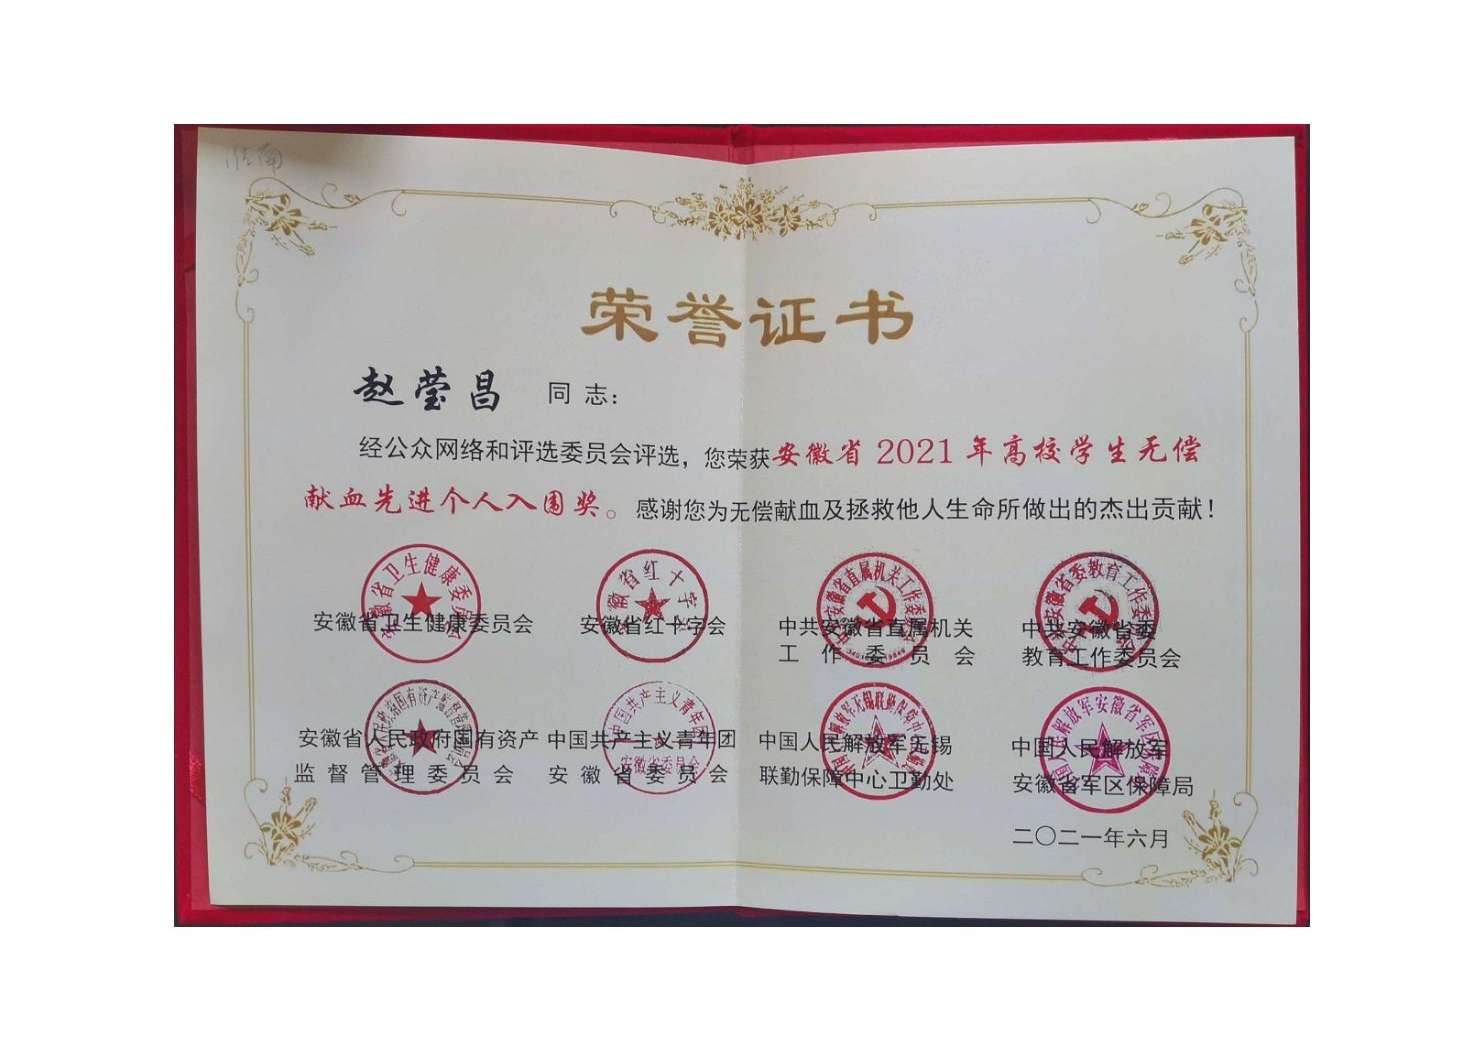 淮南
荣誉证书
赵莹昌 同志：
经公众网络和评选委员会评选，您荣获安徽省2021年高校学生无偿
献血先进个人入围奖。感谢您为无偿献血及拯救他人生命所做出的杰出贡献！
安徽省卫生健康委员会 安徽省红十字会 中共安徽省直属机关 中共安徽省委
工作委员会 教育工作委员会
安徽省人民政府国有资产 中国共产主义青年团 中国人民解放军无锡 中国人民解放军
监督管理委员会 安徽省委员会 联勤保障中心卫勤处 安徽省军区保障局
二〇二一年六月